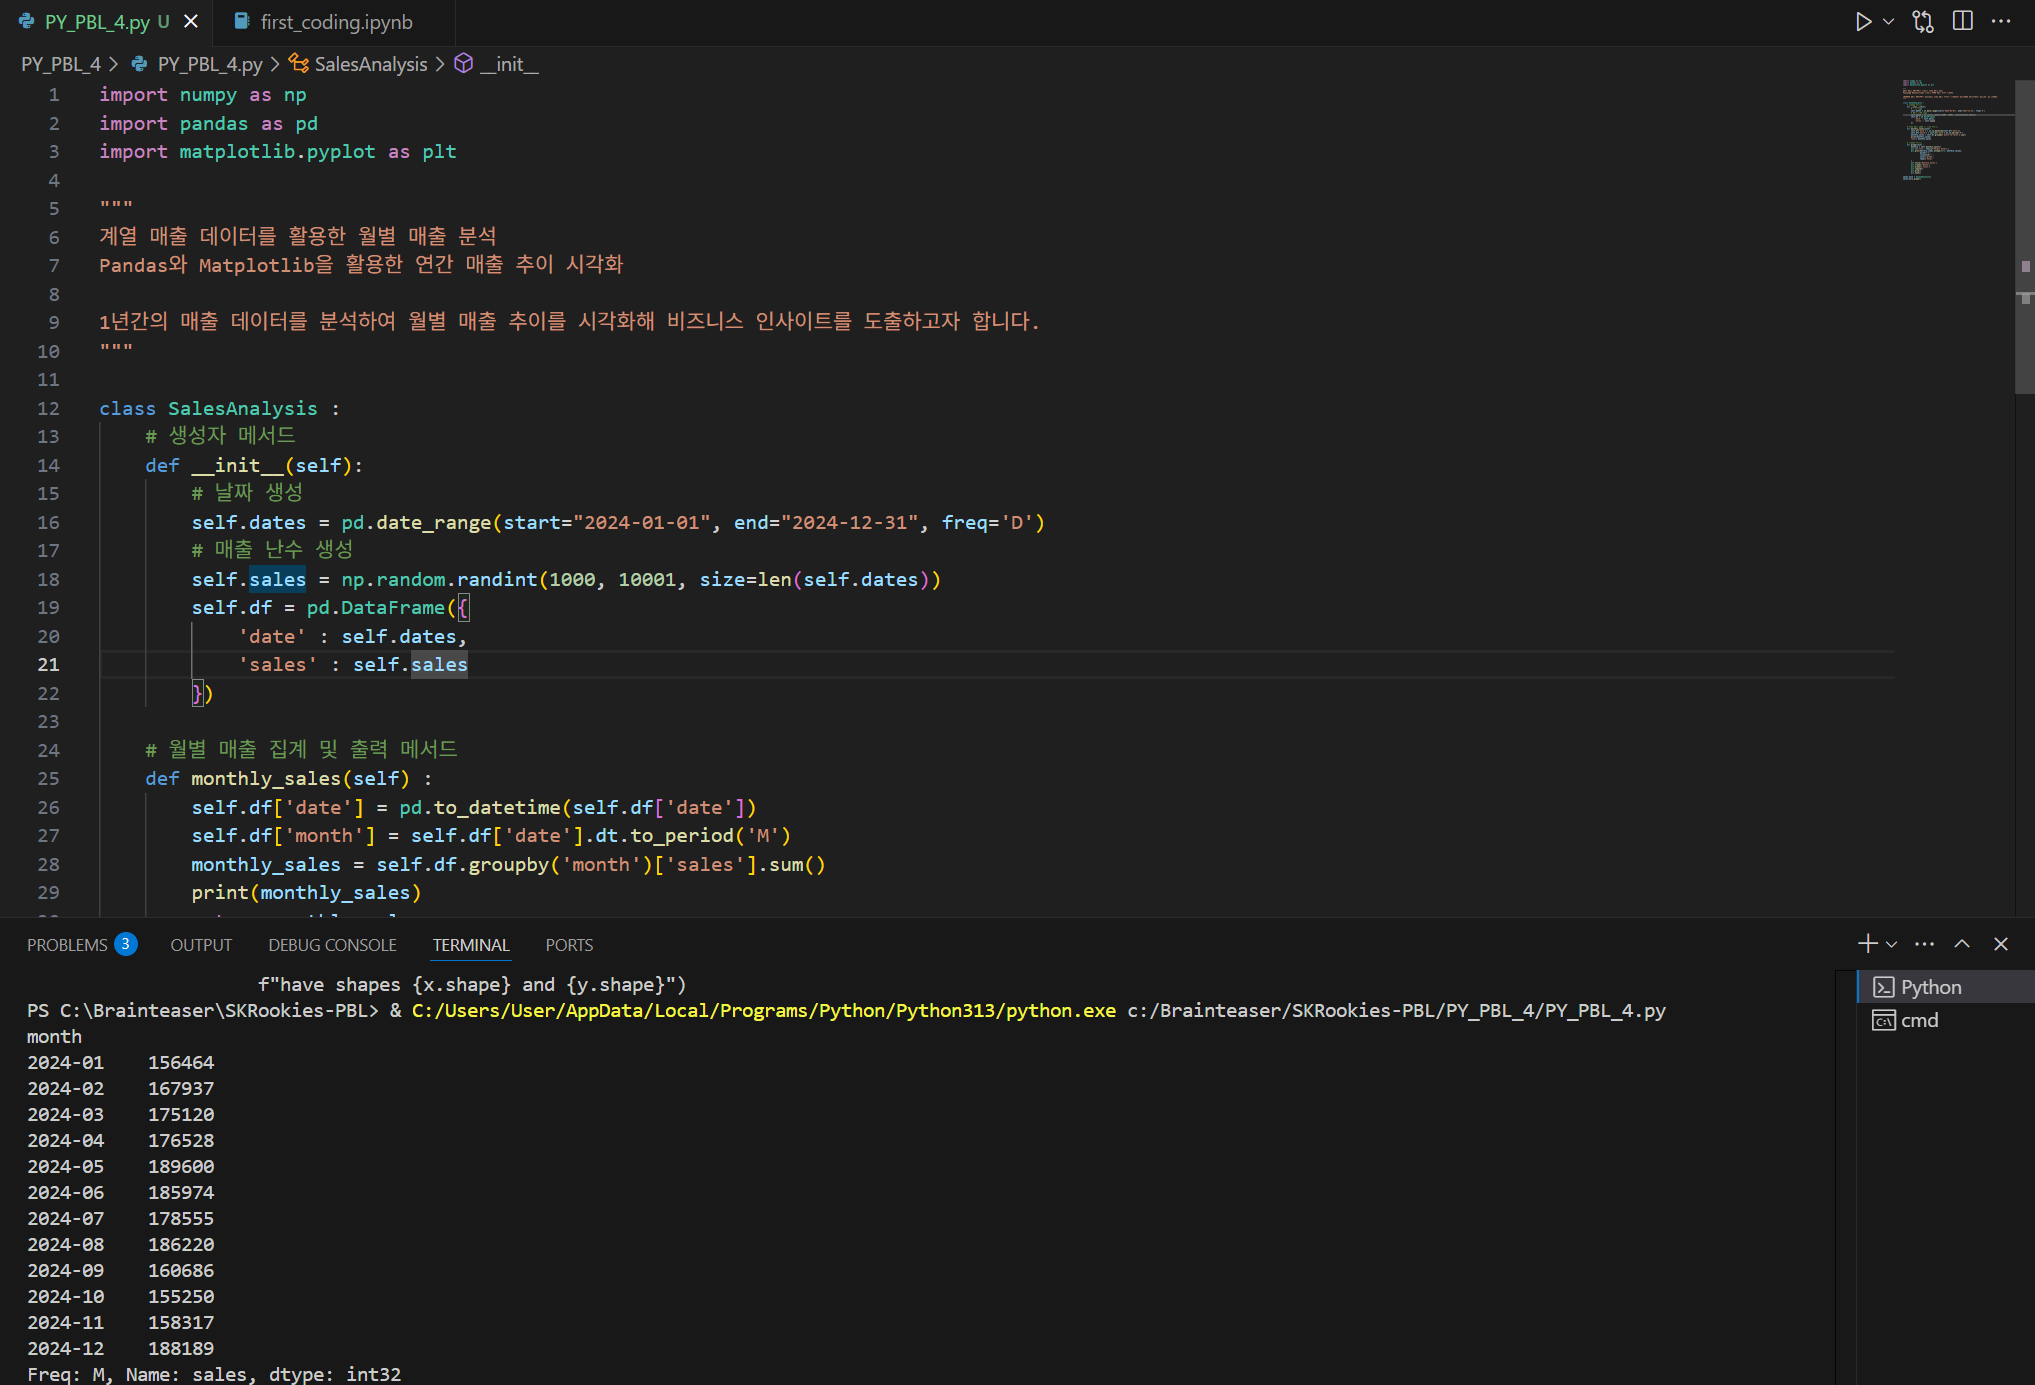 PY_PBL_4.py U
first_coding.ipynb
PY_PBL_4 > PY_PBL_4.py > SalesAnalysis > __init__
1 import numpy as np
2 import pandas as pd
3 import matplotlib.pyplot as plt
4
5 """
6 계열 매출 데이터를 활용한 월별 매출 분석
7 Pandas와 Matplotlib을 활용한 연간 매출 추이 시각화
8
9 1년간의 매출 데이터를 분석하여 월별 매출 추이를 시각화해 비즈니스 인사이트를 도출하고자 합니다.
10 """
11
12 class SalesAnalysis :
13 # 생성자 메서드
14 def __init__(self):
15 # 날짜 생성
16 self.dates = pd.date_range(start="2024-01-01", end="2024-12-31", freq='D')
17 # 매출 난수 생성
18 self.sales = np.random.randint(1000, 10001, size=len(self.dates))
19 self.df = pd.DataFrame({
20 'date' : self.dates,
21 'sales' : self.sales
22 })
23
24 # 월별 매출 집계 및 출력 메서드
25 def monthly_sales(self) :
26 self.df['date'] = pd.to_datetime(self.df['date'])
27 self.df['month'] = self.df['date'].dt.to_period('M')
28 monthly_sales = self.df.groupby('month')['sales'].sum()
29 print(monthly_sales)
PROBLEMS 3 OUTPUT DEBUG CONSOLE TERMINAL PORTS
f"have shapes {x.shape} and {y.shape}")
PS C:\Brainteaser\SKRookies-PBL> & C:/Users/User/AppData/Local/Programs/Python/Python313/python.exe c:/Brainteaser/SKRookies-PBL/PY_PBL_4/PY_PBL_4.py
month
2024-01 156464
2024-02 167937
2024-03 175120
2024-04 176528
2024-05 189600
2024-06 185974
2024-07 178555
2024-08 186220
2024-09 160686
2024-10 155250
2024-11 158317
2024-12 188189
Freq: M, Name: sales, dtype: int32
Python
cmd